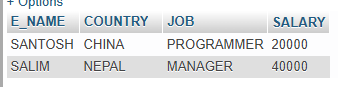 + Options
E_NAME COUNTRY JOB SALARY
SANTOSH CHINA PROGRAMMER 20000
SALIM NEPAL MANAGER 40000